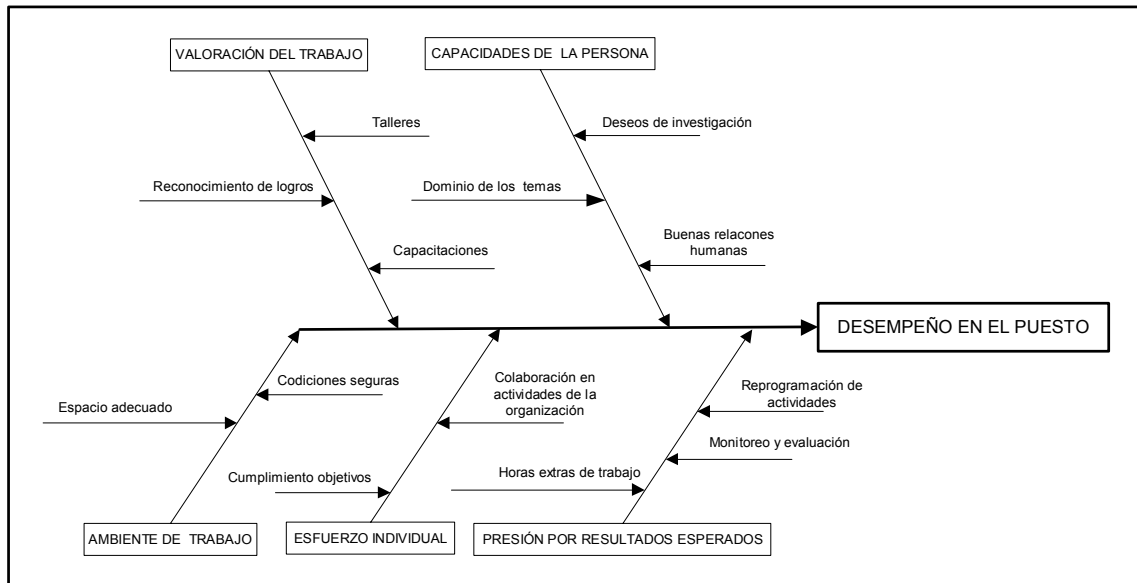 VALORACIÓN DEL TRABAJO
CAPACIDADES DE LA PERSONA
Talleres
Deseos de investigación
Reconocimiento de logros
Dominio de los temas
Capacitaciones
Buenas relacones
humanas
DESEMPEÑO EN EL PUESTO
Codiciones seguras
Espacio adecuado
Colaboración en
actividades de la
organización
Reprogramación de
actividades
Monitoreo y evaluación
Cumplimiento objetivos
Horas extras de trabajo
AMBIENTE DE TRABAJO
ESFUERZO INDIVIDUAL
PRESIÓN POR RESULTADOS ESPERADOS